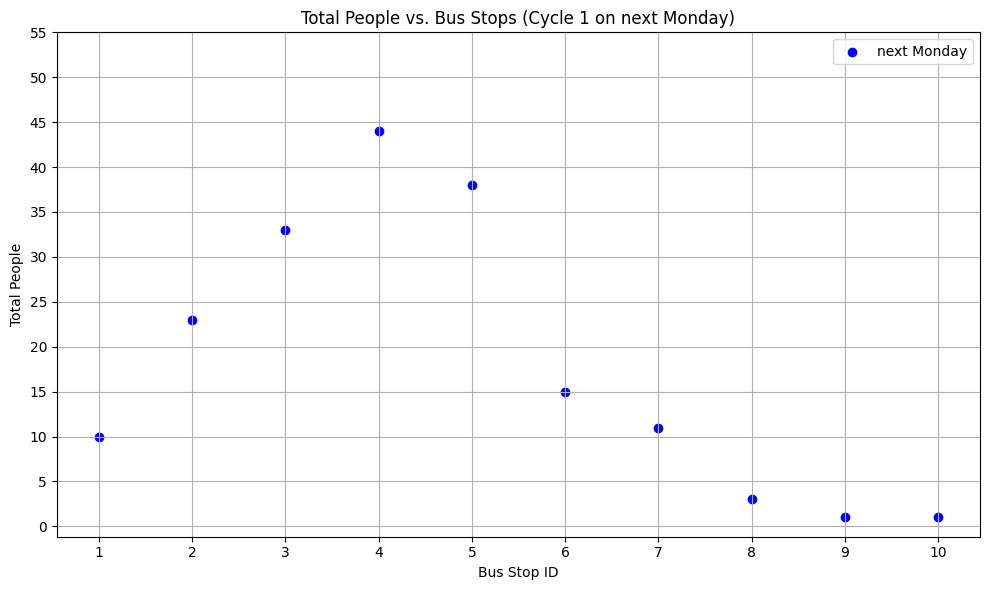 Total People vs. Bus Stops (Cycle 1 on next Monday)
next Monday
Total People
55
50
45
40
35
30
25
20
15
10
5
0
1 2 3 4 5 6 7 8 9 10
Bus Stop ID